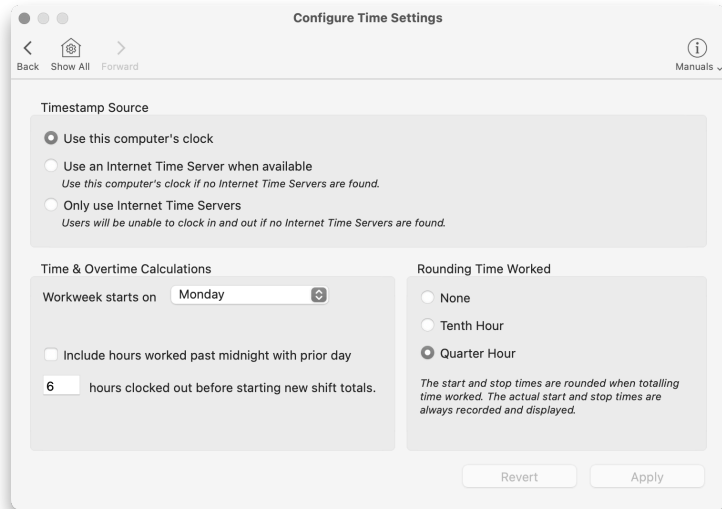 Configure Time Settings
Back Show All Forward
Manuals
Timestamp Source
Use this computer's clock
Use an Internet Time Server when available
Use this computer's clock if no Internet Time Servers are found.
Only use Internet Time Servers
Users will be unable to clock in and out if no Internet Time Servers are found.
Time & Overtime Calculations
Workweek starts on Monday
Include hours worked past midnight with prior day
6 hours clocked out before starting new shift totals.
Rounding Time Worked
None
Tenth Hour
Quarter Hour
The start and stop times are rounded when totalling
time worked. The actual start and stop times are
always recorded and displayed.
Revert Apply